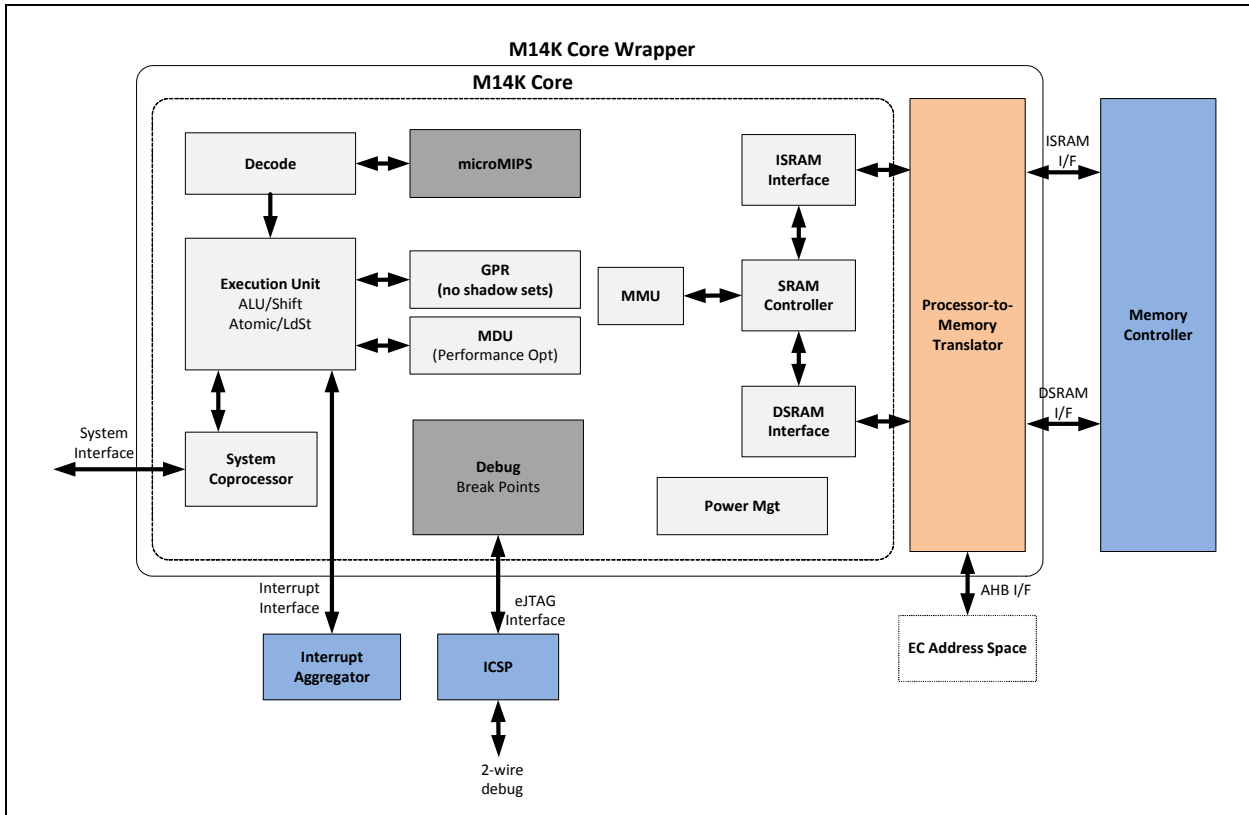 M14K Core Wrapper
M14K Core
Decode
microMIPS
ISRAM
Interface
ISRAM
I/F
Execution Unit
ALU/Shift
Atomic/LdSt
GPR
(no shadow sets)
MMU
SRAM
Controller
Processor-to-
Memory
Translator
Memory
Controller
MDU
(Performance Opt)
DSRAM
Interface
DSRAM
I/F
System
Interface
System
Coprocessor
Debug
Break Points
Power Mgt
Interrupt
Interface
eJTAG
Interface
AHB I/F
Interrupt
Aggregator
ICSP
EC Address Space
2-wire
debug